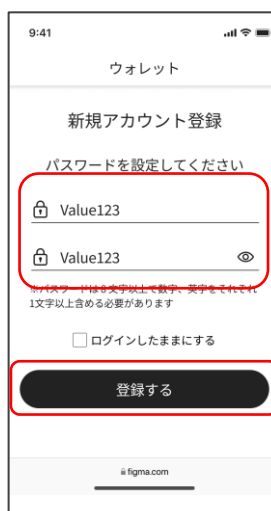 9:41
ウォレット
新規アカウント登録
パスワードを設定してください
Value123
Value123
※パスワードは8文字以上で数字、英字をそれぞれ
1文字以上含める必要があります
ログインしたままにする
登録する
figma.com